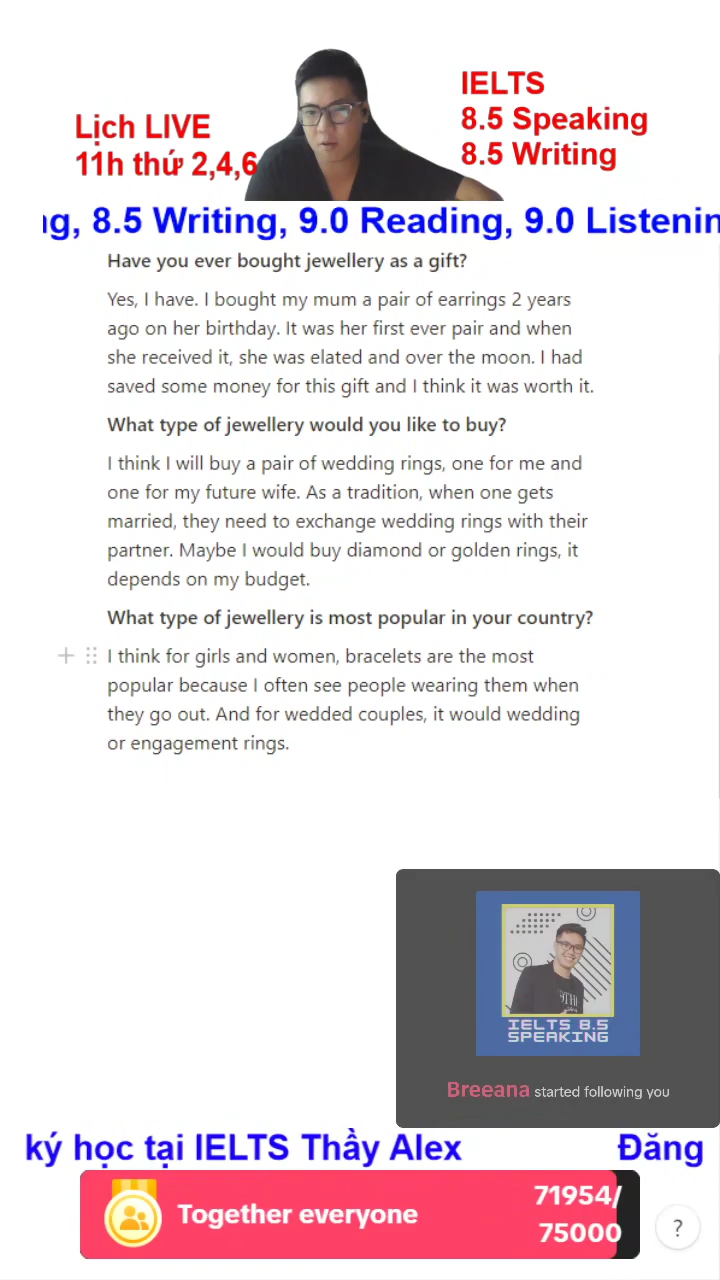 IELTS
8.5 Speaking
8.5 Writing
Lịch LIVE
11h thứ 2,4,6
ng, 8.5 Writing, 9.0 Reading, 9.0 Listenin
Have you ever bought jewellery as a gift?
Yes, I have. I bought my mum a pair of earrings 2 years
ago on her birthday. It was her first ever pair and when
she received it, she was elated and over the moon. I had
saved some money for this gift and I think it was worth it.
What type of jewellery would you like to buy?
I think I will buy a pair of wedding rings, one for me and
one for my future wife. As a tradition, when one gets
married, they need to exchange wedding rings with their
partner. Maybe I would buy diamond or golden rings, it
depends on my budget.
What type of jewellery is most popular in your country?
I think for girls and women, bracelets are the most
popular because I often see people wearing them when
they go out. And for wedded couples, it would wedding
or engagement rings.
IELTS 8.5
SPEAKING
Breeana started following you
ký học tại IELTS Thầy Alex Đăng
Together everyone
71954/
75000
?